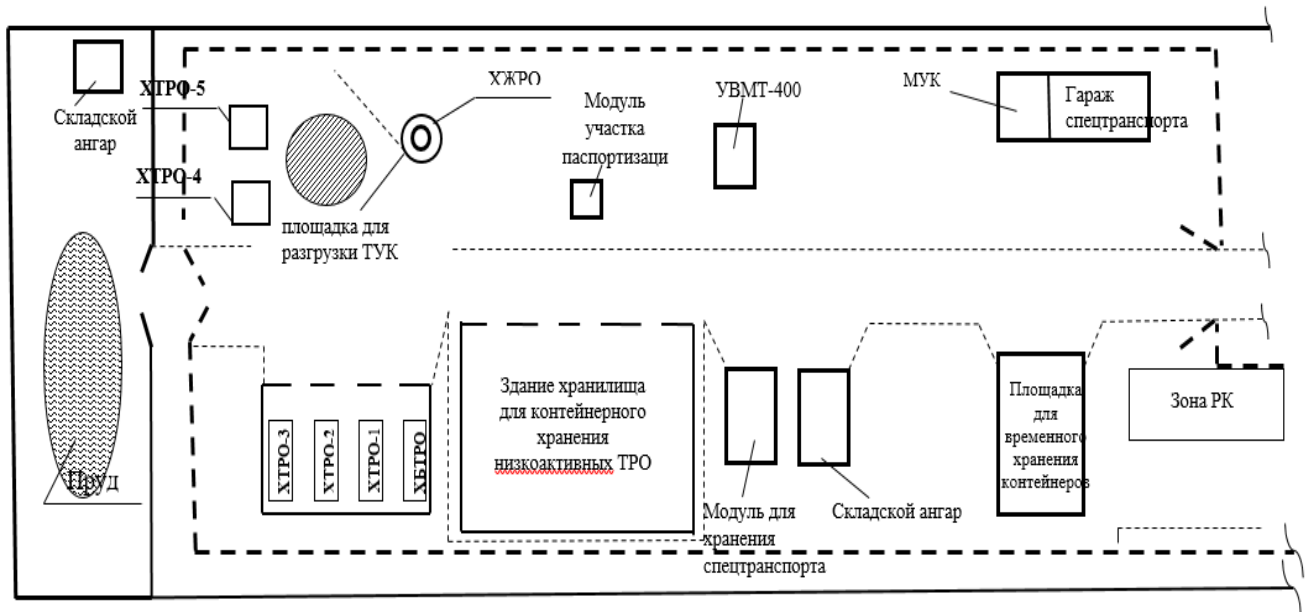 ХТРО-5
Складской
ангар
ХТРО-4
площадка для
разгрузки ТУК
ХЖРО
Модуль
участка
паспортизаци
УВМТ-400
МУК
Гараж
спецтранспорта
Пруд
ХТРО-3
ХТРО-2
ХТРО-1
ХБТРО
Здание хранилища
для контейнерного
хранения
низкоактивных ТРО
Модуль для
хранения
спецтранспорта
Складской ангар
Площадка
для
временного
хранения
контейнеров
Зона РК